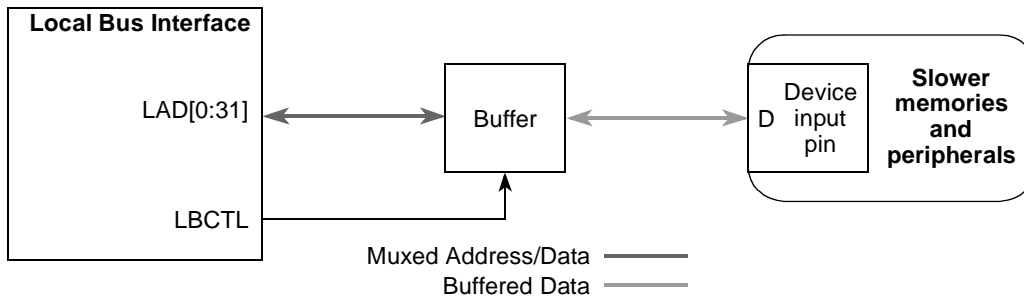 Local Bus Interface
LAD[0:31]
LBCTL
Buffer
D
Device
input
pin
Slower
memories
and
peripherals
Muxed Address/Data
Buffered Data